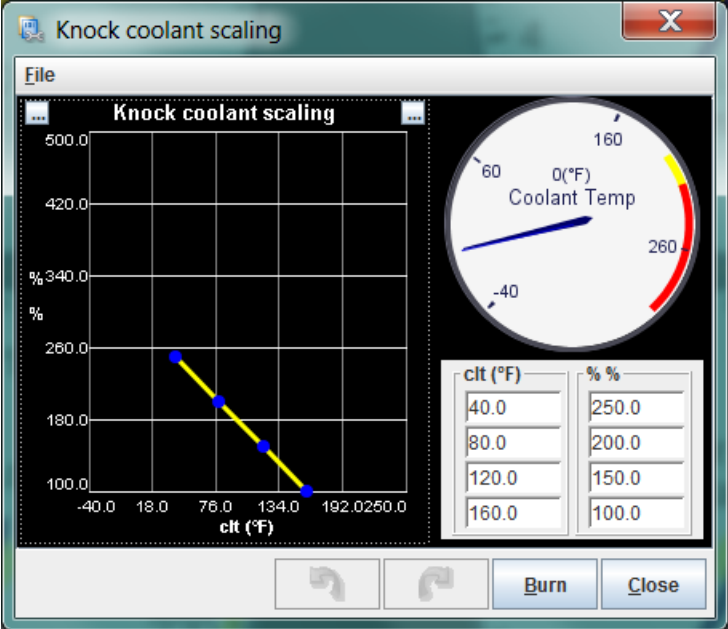 Knock coolant scaling
X
File
...
Knock coolant scaling
...
500.0
420.0
% 340.0
%
260.0
180.0
100.0
-40.0 18.0 76.0 134.0 192.0250.0
clt (°F)
160
60
0(°F)
Coolant Temp
260
-40
clt (°F) % %
40.0 250.0
80.0 200.0
120.0 150.0
160.0 100.0
Burn Close